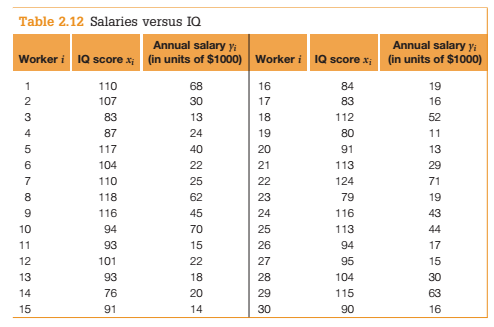 Table 2.12 Salaries versus IQ
Annual salary yᵢ Annual salary yᵢ
Worker i IQ score xᵢ (in units of $1000) Worker i IQ score xᵢ (in units of $1000)
1 110 68 16 84 19
2 107 30 17 83 16
3 83 13 18 112 52
4 87 24 19 80 11
5 117 40 20 91 13
6 104 22 21 113 29
7 110 25 22 124 71
8 118 62 23 79 19
9 116 45 24 116 43
10 94 70 25 113 44
11 93 15 26 94 17
12 101 22 27 95 15
13 93 18 28 104 30
14 76 20 29 115 63
15 91 14 30 90 16